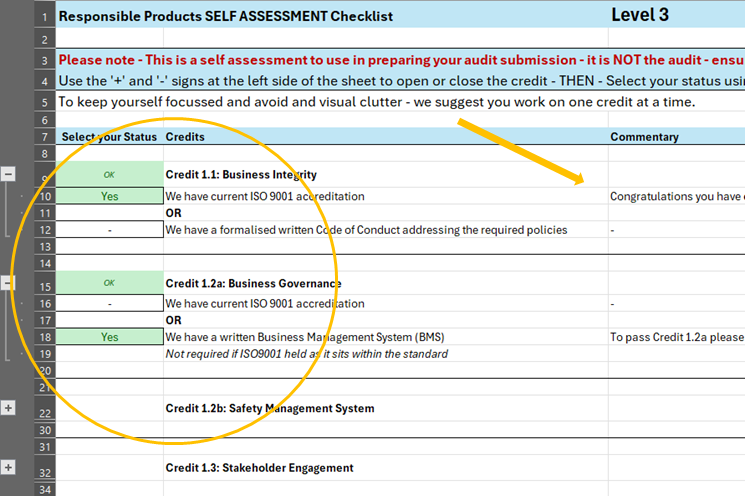 1 Responsible Products SELF ASSESSMENT Checklist Level 3
2
3 Please note - This is a self assessment to use in preparing your audit submission - it is NOT the audit - ensu
4 Use the '+' and '-' signs at the left side of the sheet to open or close the credit - THEN - Select your status usin
5 To keep yourself focussed and avoid and visual clutter - we suggest you work on one credit at a time.
6
7 Select your Status Credits Commentary
8
9 OK Credit 1.1: Business Integrity
10 Yes We have current ISO 9001 accreditation Congratulations you have
11 OR
12 - We have a formalised written Code of Conduct addressing the required policies -
13
14
15 OK Credit 1.2a: Business Governance
16 - We have current ISO 9001 accreditation -
17 OR
18 Yes We have a written Business Management System (BMS) To pass Credit 1.2a please
19 Not required if ISO9001 held as it sits within the standard
20
21
22 Credit 1.2b: Safety Management System
30
31
32 Credit 1.3: Stakeholder Engagement
34